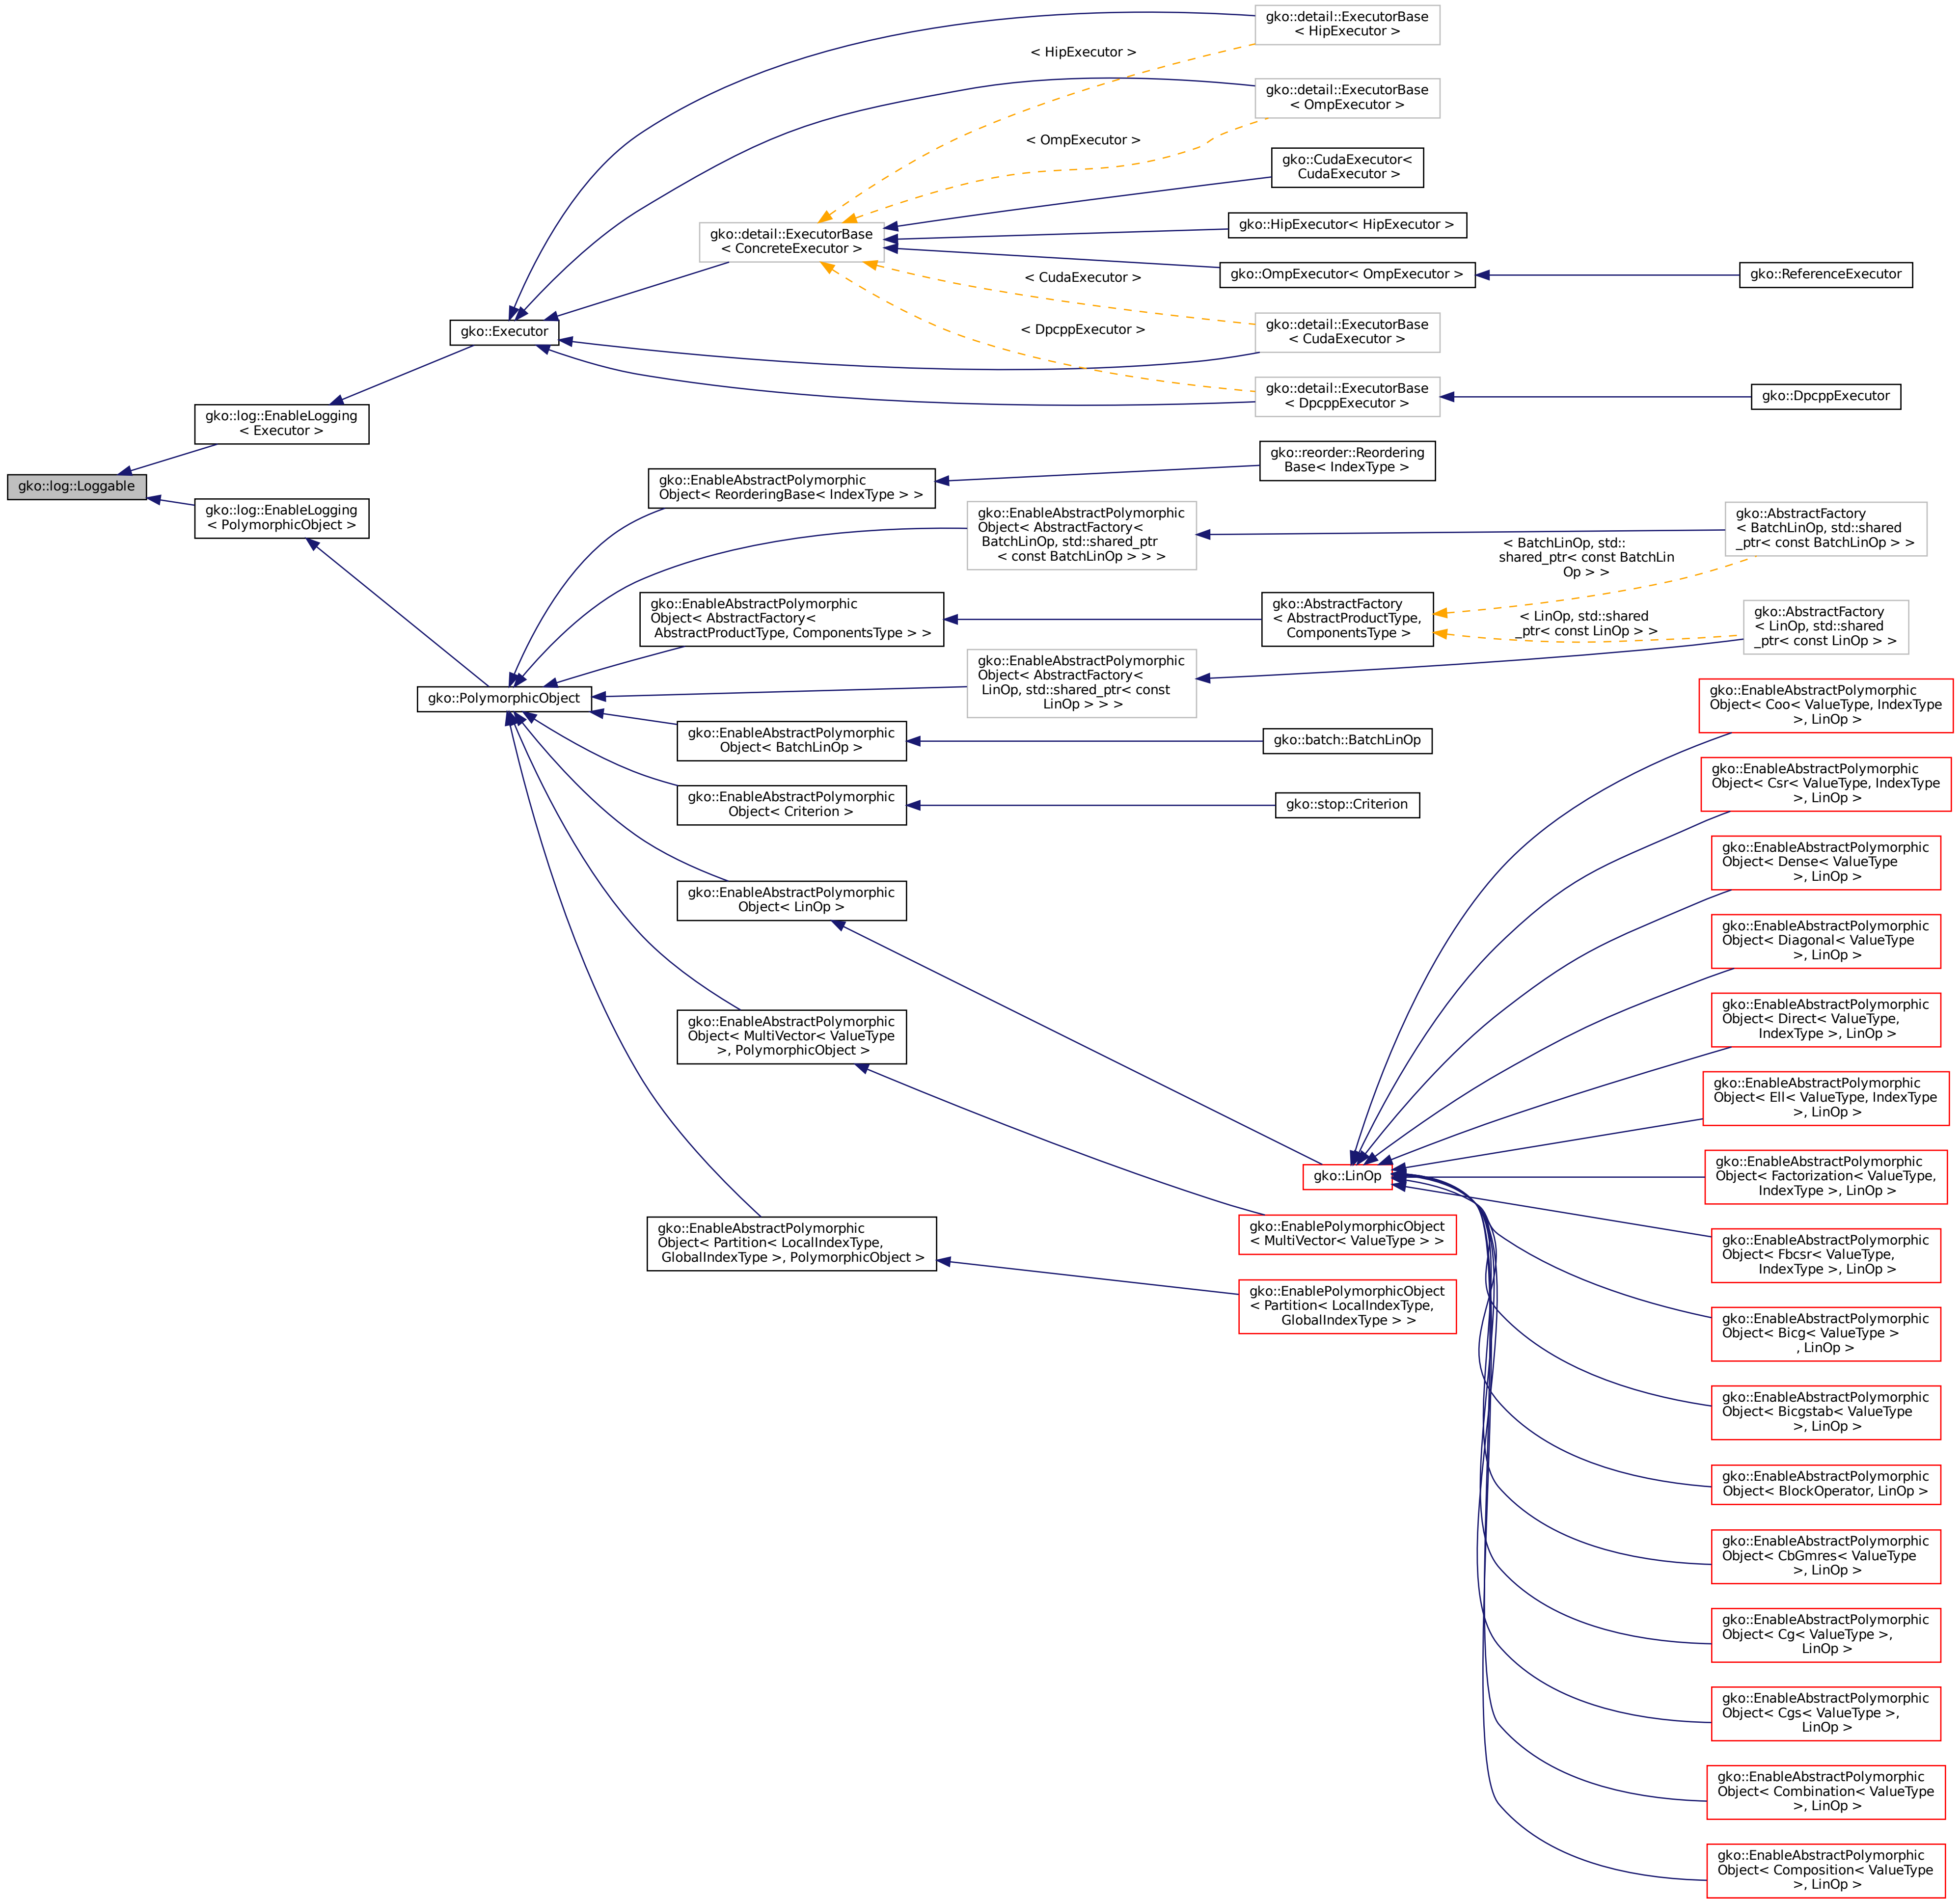 gko::log::Loggable
gko::log::EnableLogging
< Executor >
gko::log::EnableLogging
< PolymorphicObject >
gko::Executor
gko::PolymorphicObject
gko::detail::ExecutorBase
< HipExecutor >
< HipExecutor >
gko::detail::ExecutorBase
< OmpExecutor >
< OmpExecutor >
gko::CudaExecutor<
CudaExecutor >
gko::detail::ExecutorBase
< ConcreteExecutor >
gko::HipExecutor< HipExecutor >
gko::OmpExecutor< OmpExecutor >
gko::ReferenceExecutor
< CudaExecutor >
gko::detail::ExecutorBase
< CudaExecutor >
< DpcppExecutor >
gko::detail::ExecutorBase
< DpcppExecutor >
gko::DpcppExecutor
gko::EnableAbstractPolymorphic
Object< ReorderingBase< IndexType > >
gko::reorder::Reordering
Base< IndexType >
gko::EnableAbstractPolymorphic
Object< AbstractFactory<
BatchLinOp, std::shared_ptr
< const BatchLinOp > > >
gko::AbstractFactory
< BatchLinOp, std::shared
_ptr< const BatchLinOp > >
< BatchLinOp, std::
shared_ptr< const BatchLin
Op > >
gko::EnableAbstractPolymorphic
Object< AbstractFactory<
AbstractProductType, ComponentsType > >
gko::AbstractFactory
< AbstractProductType,
ComponentsType >
< LinOp, std::shared
_ptr< const LinOp > >
gko::AbstractFactory
< LinOp, std::shared
_ptr< const LinOp > >
gko::EnableAbstractPolymorphic
Object< AbstractFactory<
LinOp, std::shared_ptr< const
LinOp > > >
gko::EnableAbstractPolymorphic
Object< BatchLinOp >
gko::batch::BatchLinOp
gko::EnableAbstractPolymorphic
Object< Criterion >
gko::stop::Criterion
gko::EnableAbstractPolymorphic
Object< LinOp >
gko::EnableAbstractPolymorphic
Object< MultiVector< ValueType
>, PolymorphicObject >
gko::EnableAbstractPolymorphic
Object< Partition< LocalIndexType,
GlobalIndexType >, PolymorphicObject >
gko::LinOp
gko::EnablePolymorphicObject
< MultiVector< ValueType > >
gko::EnablePolymorphicObject
< Partition< LocalIndexType,
GlobalIndexType > >
gko::EnableAbstractPolymorphic
Object< Coo< ValueType, IndexType
>, LinOp >
gko::EnableAbstractPolymorphic
Object< Csr< ValueType, IndexType
>, LinOp >
gko::EnableAbstractPolymorphic
Object< Dense< ValueType
>, LinOp >
gko::EnableAbstractPolymorphic
Object< Diagonal< ValueType
>, LinOp >
gko::EnableAbstractPolymorphic
Object< Direct< ValueType,
IndexType >, LinOp >
gko::EnableAbstractPolymorphic
Object< Ell< ValueType, IndexType
>, LinOp >
gko::EnableAbstractPolymorphic
Object< Factorization< ValueType,
IndexType >, LinOp >
gko::EnableAbstractPolymorphic
Object< Fbcsr< ValueType,
IndexType >, LinOp >
gko::EnableAbstractPolymorphic
Object< Bicg< ValueType >
, LinOp >
gko::EnableAbstractPolymorphic
Object< Bicgstab< ValueType
>, LinOp >
gko::EnableAbstractPolymorphic
Object< BlockOperator, LinOp >
gko::EnableAbstractPolymorphic
Object< CbGmres< ValueType
>, LinOp >
gko::EnableAbstractPolymorphic
Object< Cg< ValueType >,
LinOp >
gko::EnableAbstractPolymorphic
Object< Cgs< ValueType >,
LinOp >
gko::EnableAbstractPolymorphic
Object< Combination< ValueType
>, LinOp >
gko::EnableAbstractPolymorphic
Object< Composition< ValueType
>, LinOp >